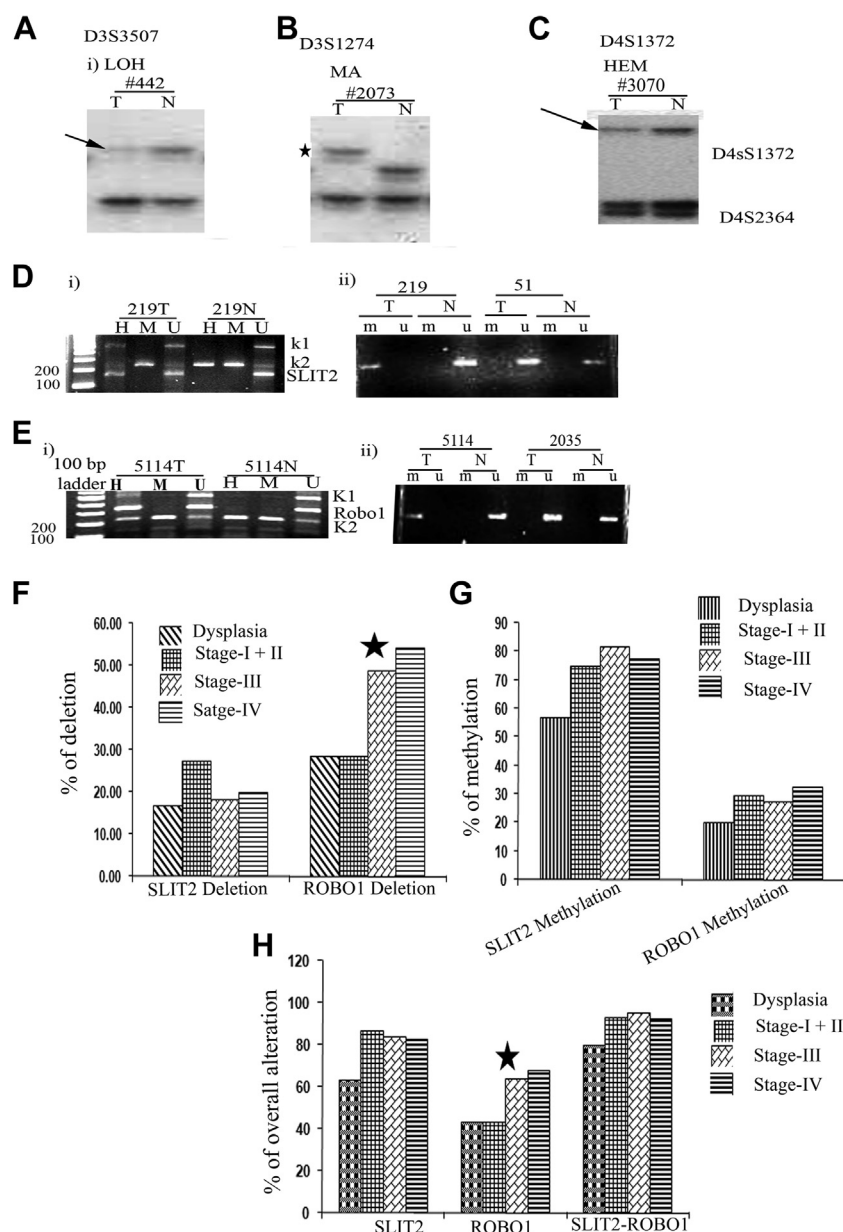 A
D3S3507
i) LOH
#442
T N
B
D3S1274
MA
#2073
T N
C
D4S1372
HEM
#3070
T N
D4sS1372
D4S2364
D
i)
219T 219N
H M U H M U
k1
k2
SLIT2
200
100
ii)
219 51
T N T N
m u m u m u m u
E
i)
100 bp
ladder
5114T 5114N
H M U H M U
K1
Robo1
K2
200
100
ii)
5114 2035
T N T N
m u m u m u m u
F
% of deletion
60.00
50.00
40.00
30.00
20.00
10.00
0.00
Dysplasia
Stage-I + II
Stage-III
Satge-IV
SLIT2 Deletion ROBO1 Deletion
G
% of methylation
90
80
70
60
50
40
30
20
10
0
Dysplasia
Stage-I + II
Stage-III
Stage-IV
SLIT2 Methylation ROBO1 Methylation
H
% of overall alteration
120
100
80
60
40
20
0
Dysplasia
Stage-I + II
Stage-III
Stage-IV
SLIT2 ROBO1 SLIT2-ROBO1